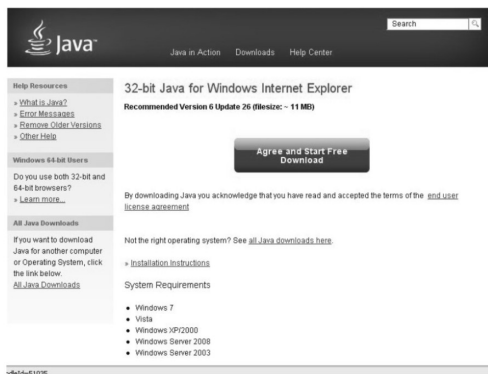 Java
Search
Java in Action Downloads Help Center
Help Resources
» What is Java?
» Error Messages
» Remove Older Versions
» Other Help
Windows 64-bit Users
Do you use both 32-bit and
64-bit browsers?
» Learn more...
All Java Downloads
If you want to download
Java for another computer
or Operating System, click
the link below.
All Java Downloads
32-bit Java for Windows Internet Explorer
Recommended Version 6 Update 26 (filesize: ~ 11 MB)
Agree and Start Free
Download
By downloading Java you acknowledge that you have read and accepted the terms of the end user
license agreement
Not the right operating system? See all Java downloads here.
» Installation Instructions
System Requirements
• Windows 7
• Vista
• Windows XP/2000
• Windows Server 2008
• Windows Server 2003